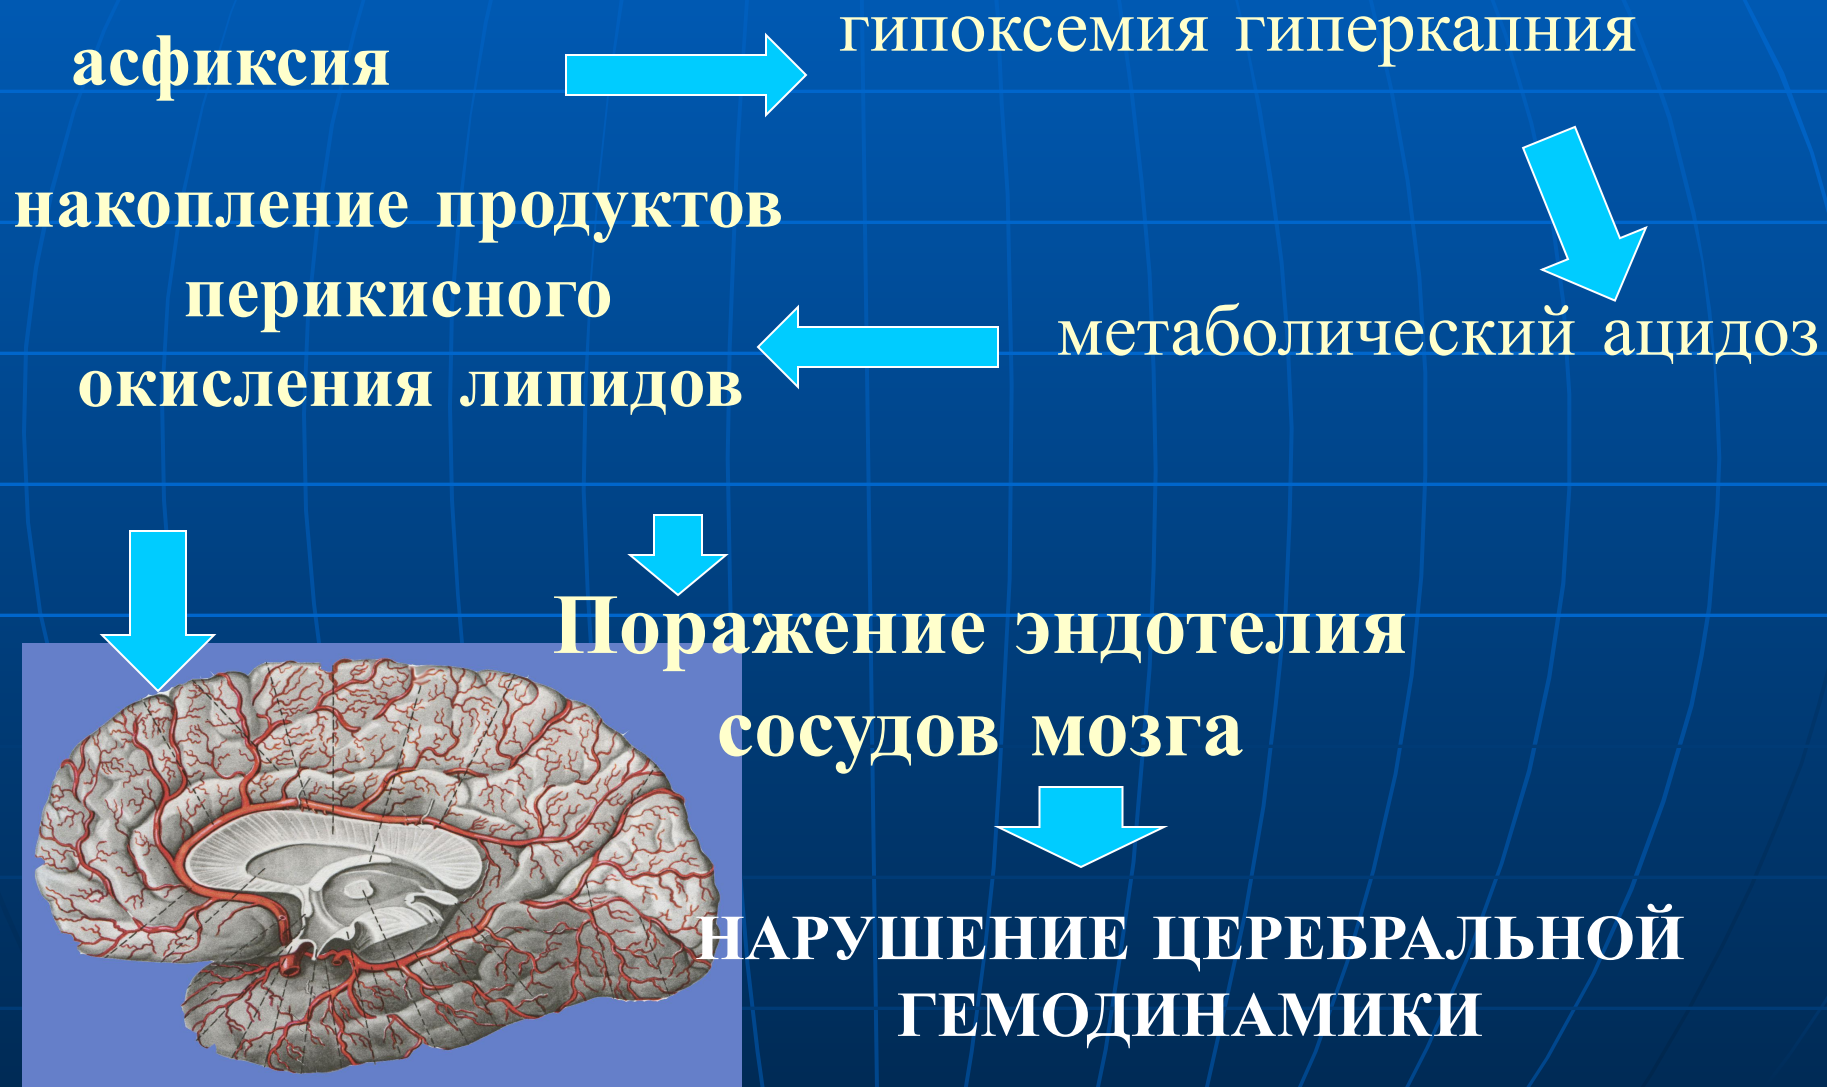 асфиксия
гипоксемия гиперкапния
накопление продуктов
перикисного
окисления липидов
метаболический ацидоз
Поражение эндотелия
сосудов мозга
НАРУШЕНИЕ ЦЕРЕБРАЛЬНОЙ
ГЕМОДИНАМИКИ